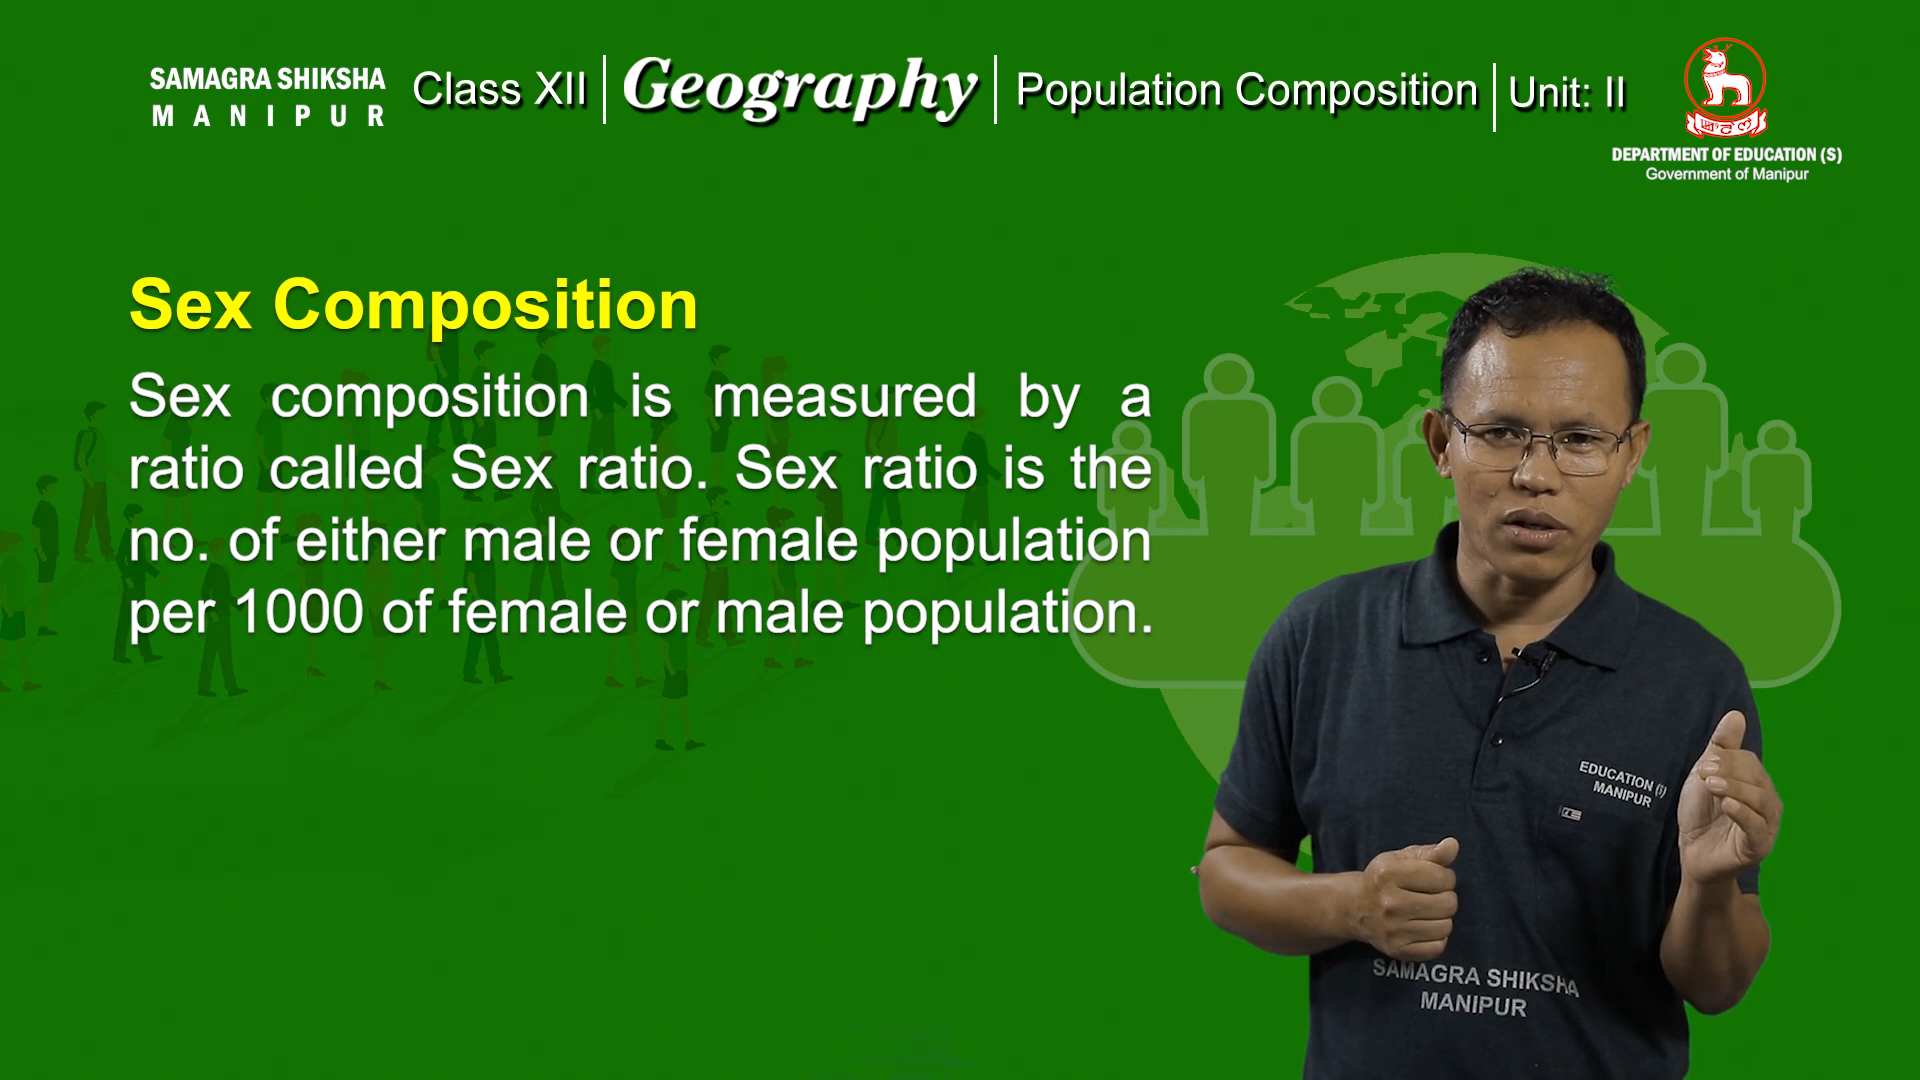 SAMAGRA SHIKSHA
MANIPUR
Class XII
Geography
Population Composition
Unit: II
DEPARTMENT OF EDUCATION (S)
Government of Manipur
Sex Composition
Sex composition is measured by a
ratio called Sex ratio. Sex ratio is the
no. of either male or female population
per 1000 of female or male population.
EDUCATION (S)
MANIPUR
SAMAGRA SHIKSHA
MANIPUR